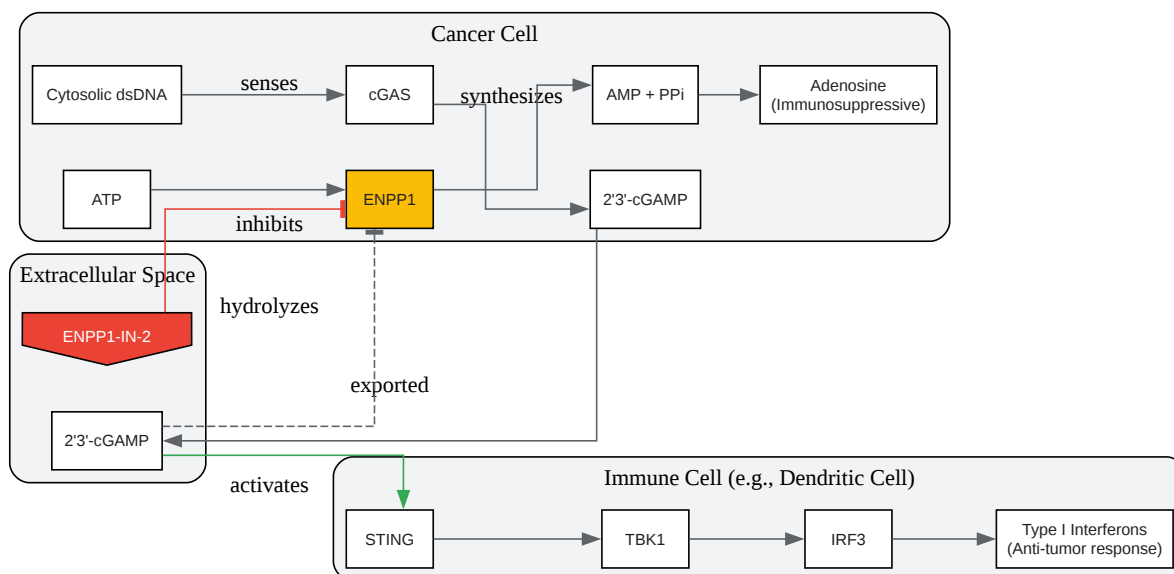 Cancer Cell
Cytosolic dsDNA
senses
cGAS
synthesizes
AMP + PPi
Adenosine
(Immunosuppressive)
ATP
inhibits
ENPP1
2'3'-cGAMP
Extracellular Space
hydrolyzes
ENPP1-IN-2
exported
2'3'-cGAMP
activates
Immune Cell (e.g., Dendritic Cell)
STING
TBK1
IRF3
Type I Interferons
(Anti-tumor response)